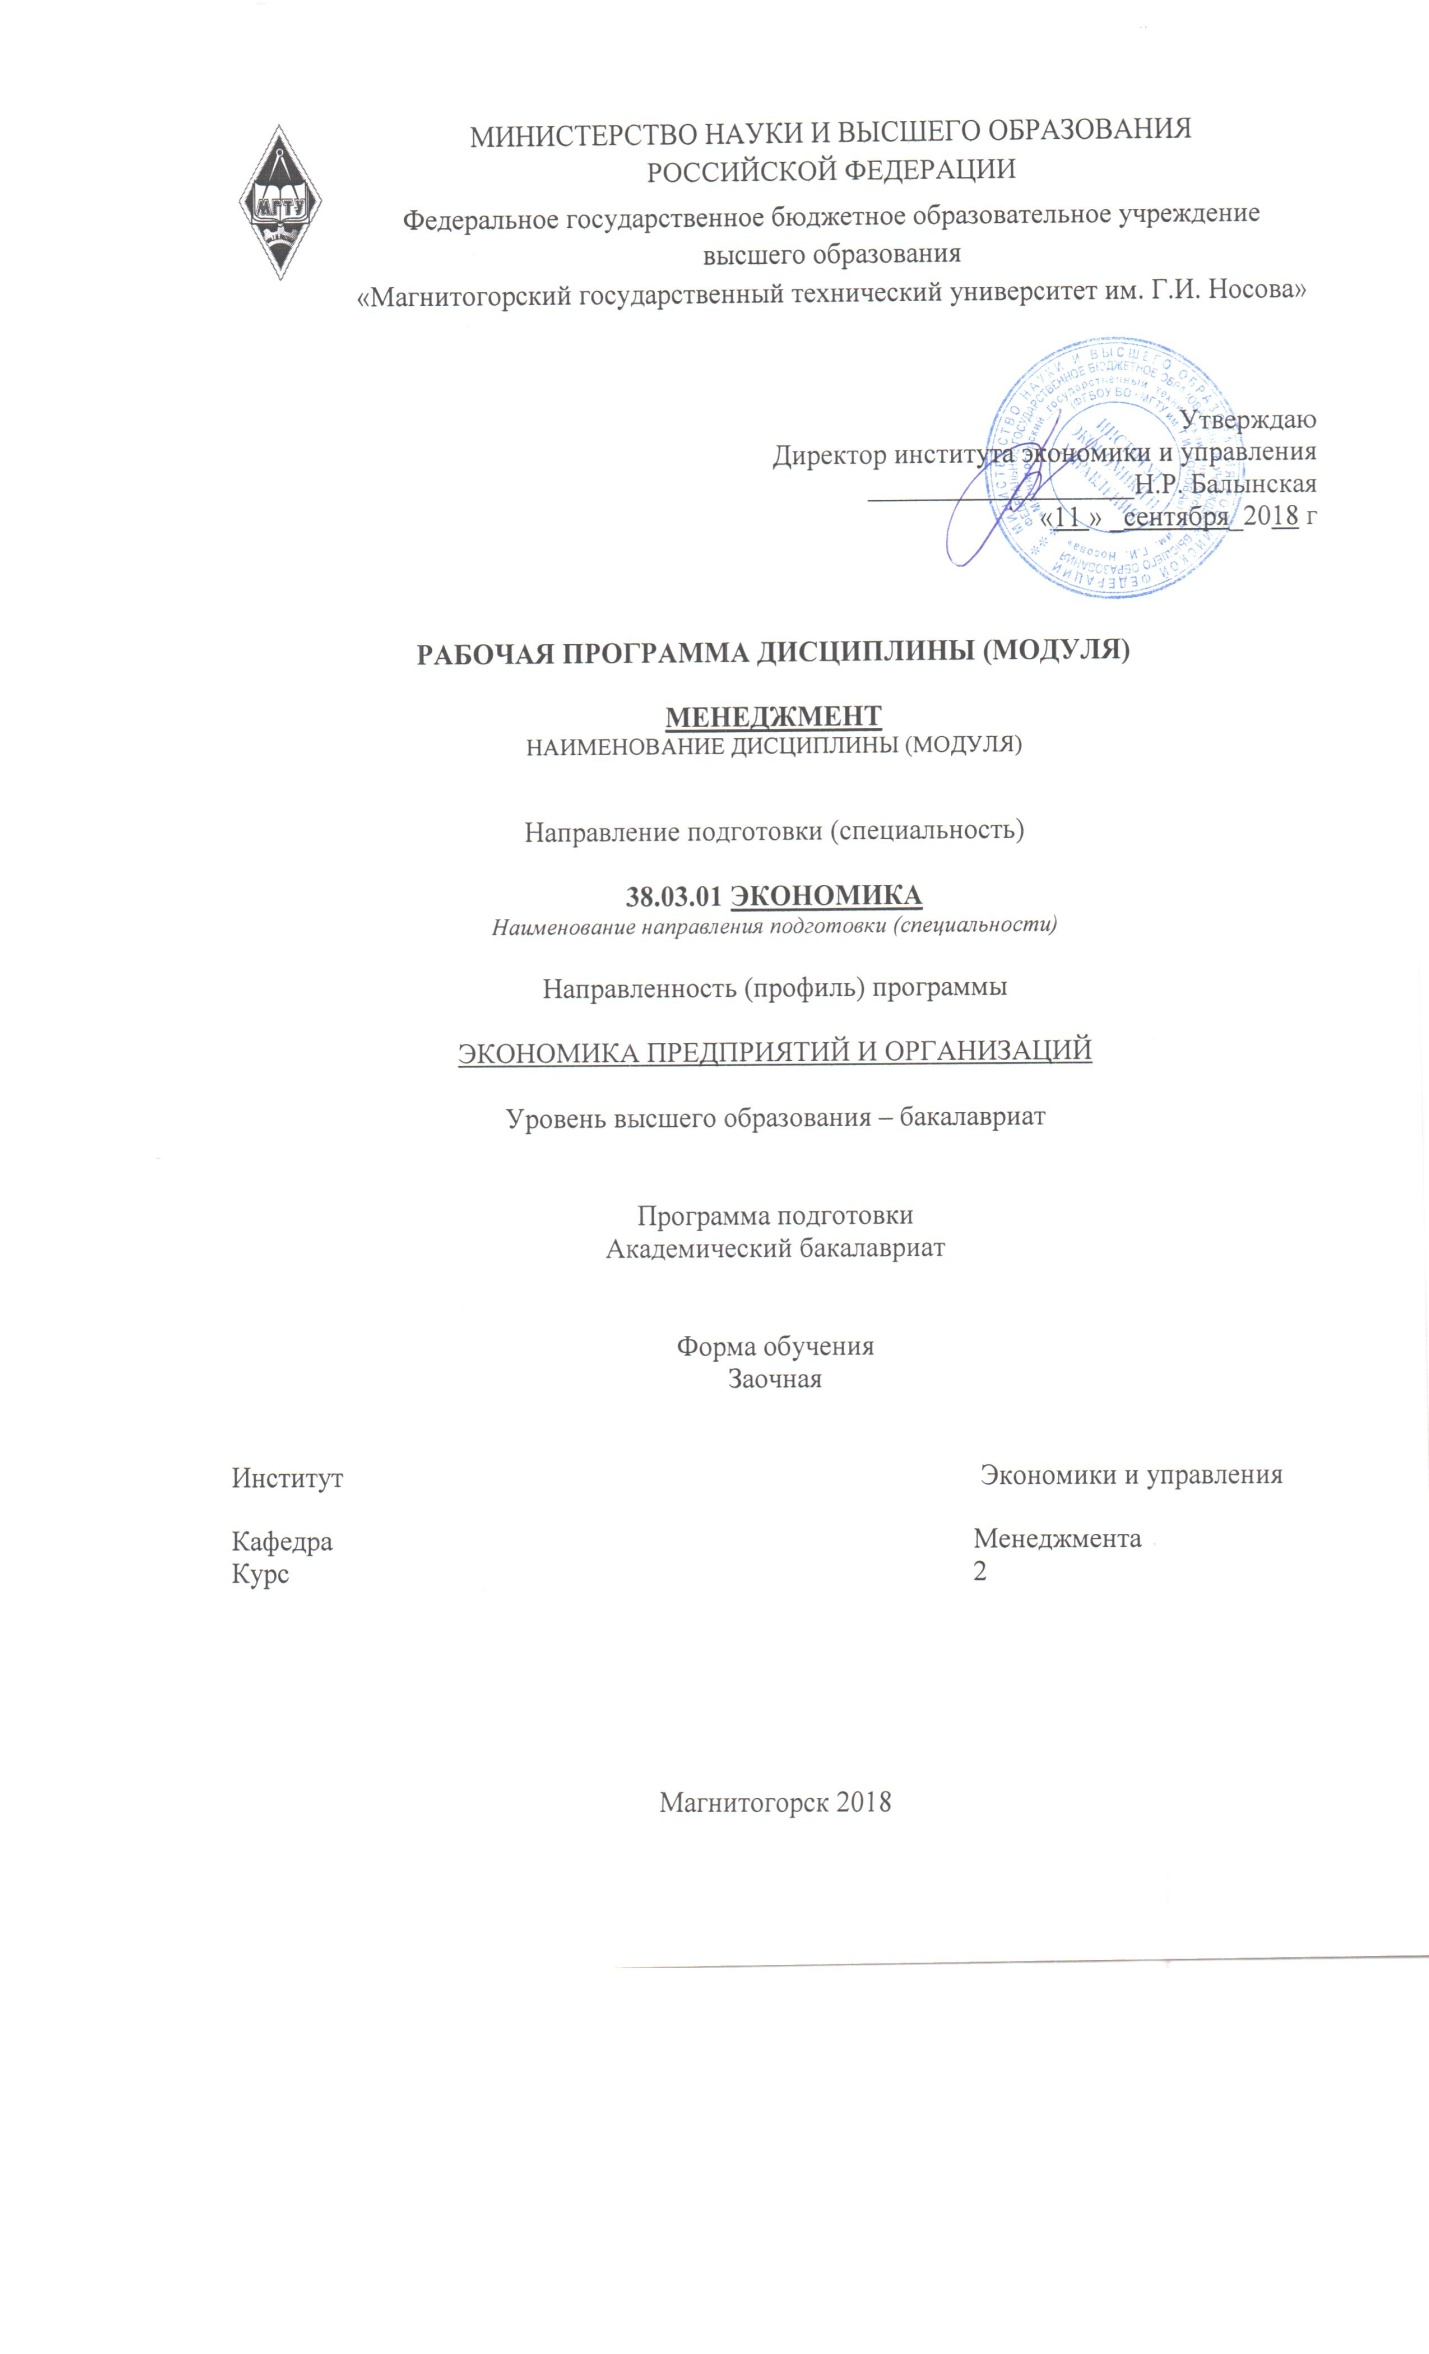 МИНИСТЕРСТВО НАУКИ И ВЫСШЕГО ОБРАЗОВАНИЯ
РОССИЙСКОЙ ФЕДЕРАЦИИ
Федеральное государственное бюджетное образовательное учреждение
высшего образования
«Магнитогорский государственный технический университет им. Г.И. Носова»
МГТУ
Утверждаю
Директор института экономики и управления
Н.Р. Балынская
«11 » _сентября_2018 г
РАБОЧАЯ ПРОГРАММА ДИСЦИПЛИНЫ (МОДУЛЯ)
МЕНЕДЖМЕНТ
НАИМЕНОВАНИЕ ДИСЦИПЛИНЫ (МОДУЛЯ)
Направление подготовки (специальность)
38.03.01 ЭКОНОМИКА
Наименование направления подготовки (специальности)
Направленность (профиль) программы
ЭКОНОМИКА ПРЕДПРИЯТИЙ И ОРГАНИЗАЦИЙ
Уровень высшего образования – бакалавриат
Программа подготовки
Академический бакалавриат
Форма обучения
Заочная
Институт Экономики и управления
Кафедра Менеджмента
Курс 2
Магнитогорск 2018